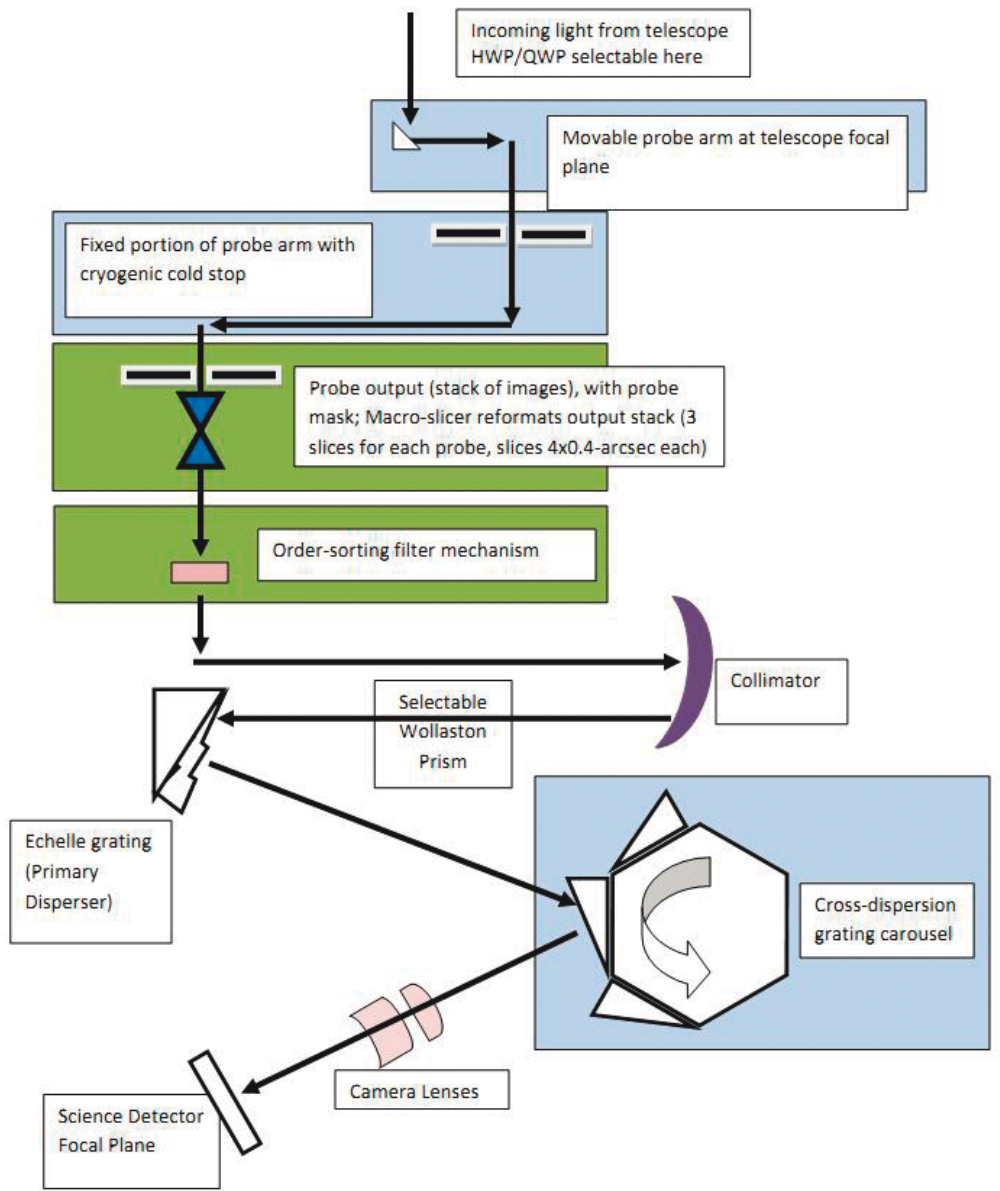 Incoming light from telescope
HWP/QWP selectable here
Movable probe arm at telescope focal
plane
Fixed portion of probe arm with
cryogenic cold stop
Probe output (stack of images), with probe
mask; Macro-slicer reformats output stack (3
slices for each probe, slices 4x0.4-arcsec each)
Order-sorting filter mechanism
Collimator
Selectable
Wollaston
Prism
Echelle grating
(Primary
Disperser)
Cross-dispersion
grating carousel
Camera Lenses
Science Detector
Focal Plane